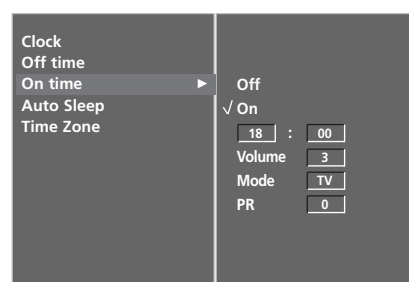 Clock
Off time
On time ►
Auto Sleep
Time Zone
Off
√ On
18 : 00
Volume 3
Mode TV
PR 0